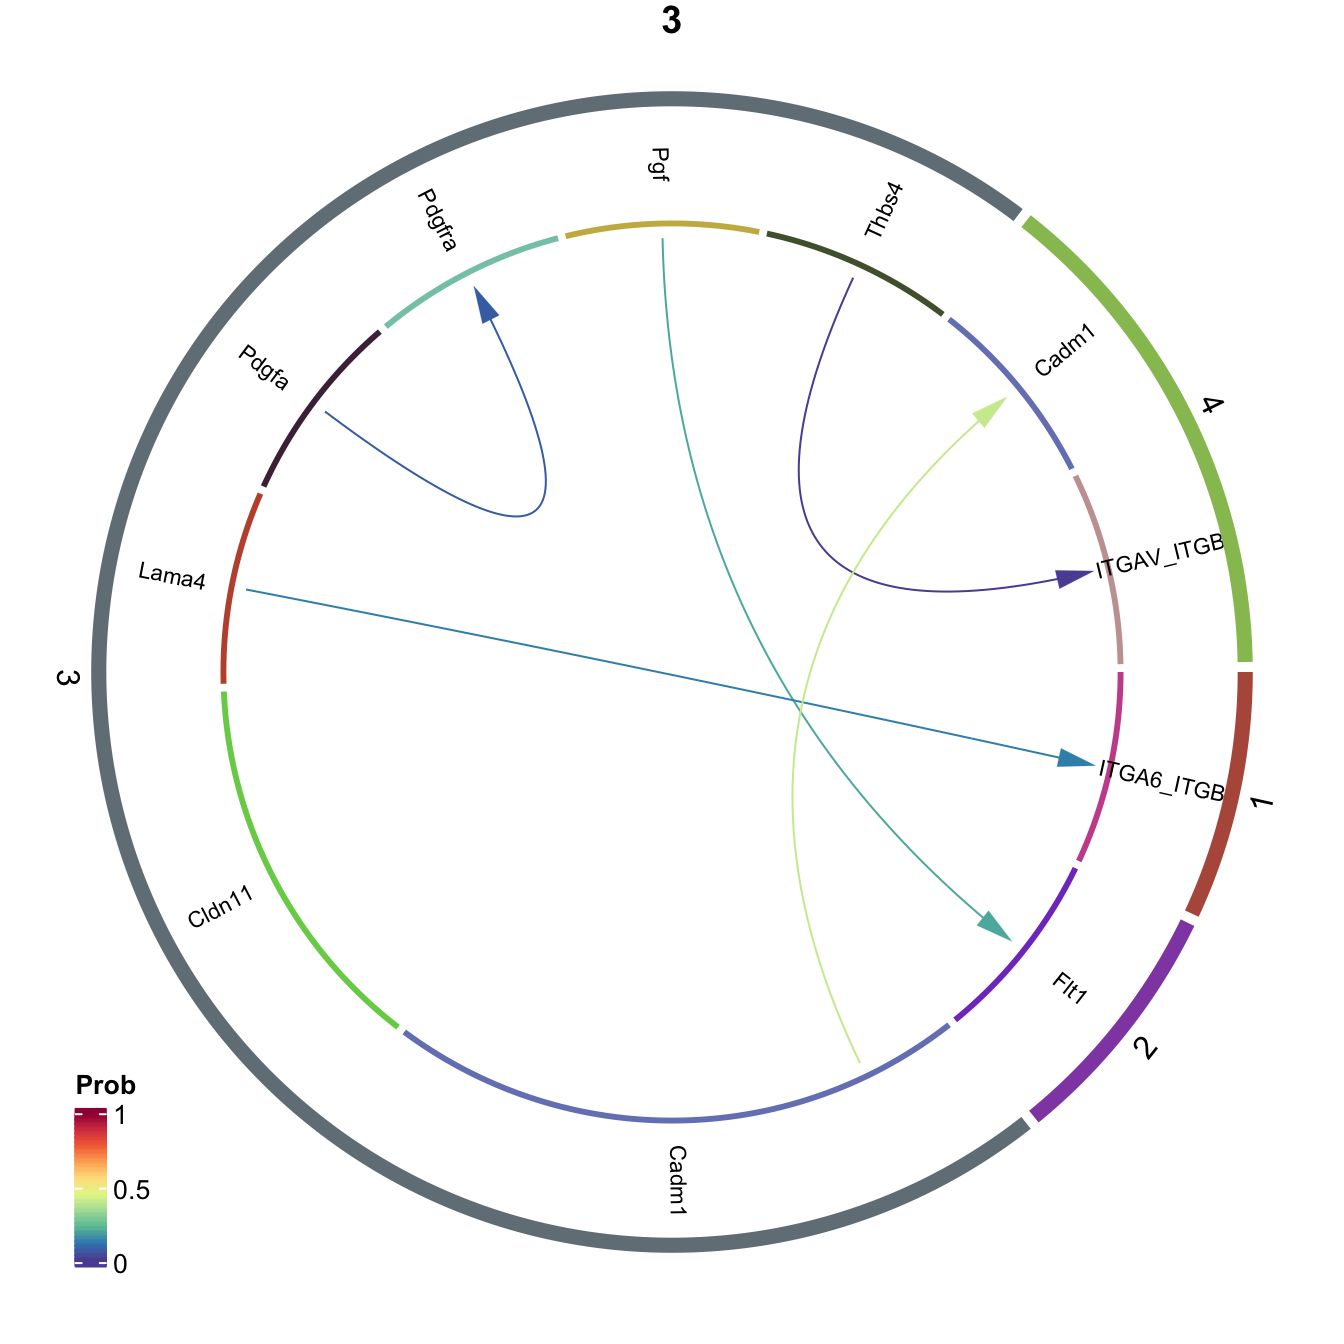 3
Pgf
Thbs4
Pdgfra
Cadm1
Pdgfa
4
ITGAV_ITGB
Lama4
3
ITGA6_ITGB
1
Cldn11
Flt1
2
Cadm1
Prob
1
0.5
0